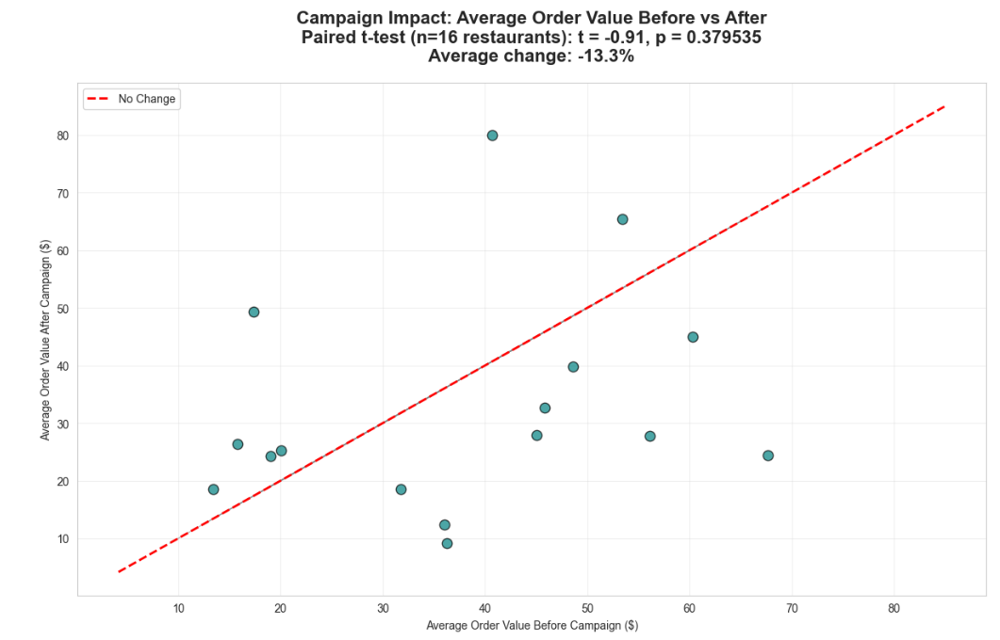 Campaign Impact: Average Order Value Before vs After
Paired t-test (n=16 restaurants): t = -0.91, p = 0.379535
Average change: -13.3%
No Change
80
70
60
50
40
30
20
10
Average Order Value After Campaign ($)
10 20 30 40 50 60 70 80
Average Order Value Before Campaign ($)